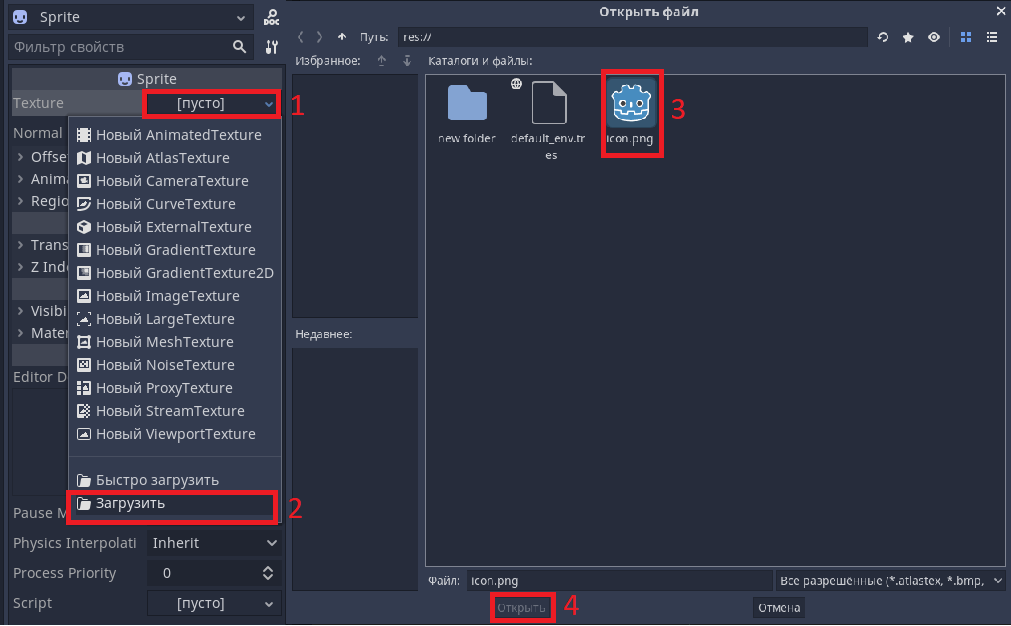 Sprite
DOC
Фильтр свойств
Sprite
Texture
[пусто]
1
Normal
Offse
Anima
Regio
Trans
Z Inde
Visibi
Mater
Editor D
Новый AnimatedTexture
Новый AtlasTexture
Новый CameraTexture
Новый CurveTexture
Новый ExternalTexture
Новый GradientTexture
Новый GradientTexture2D
Новый ImageTexture
Новый LargeTexture
Новый MeshTexture
Новый NoiseTexture
Новый ProxyTexture
Новый StreamTexture
Новый ViewportTexture
Быстро загрузить
Загрузить
2
Pause M
Physics Interpolati Inherit
Process Priority 0
Script [пусто]
Открыть файл
Путь: res://
Избранное:
Каталоги и файлы:
new folder
default_env.tr
es
icon.png
3
Недавнее:
Файл: icon.png Все разрешённые (*.atlastex, *.bmp,
Открыть 4 Отмена